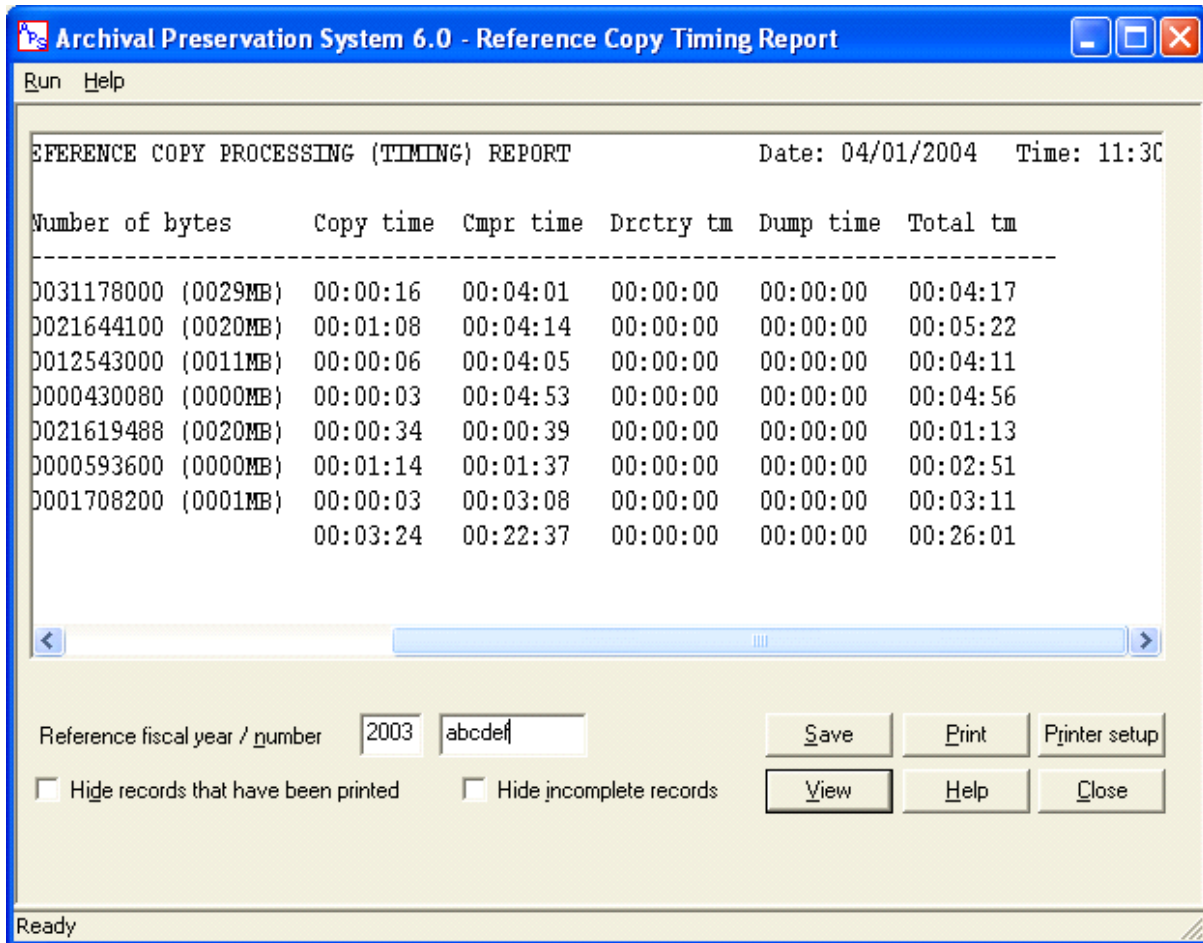 APS Archival Preservation System 6.0 - Reference Copy Timing Report
Run Help
EFERENCE COPY PROCESSING (TIMING) REPORT Date: 04/01/2004 Time: 11:30
Number of bytes Copy time Cmpr time Drctry tm Dump time Total tm
------------------------------------------------------------------------------
0031178000 (0029MB) 00:00:16 00:04:01 00:00:00 00:00:00 00:04:17
0021644100 (0020MB) 00:01:08 00:04:14 00:00:00 00:00:00 00:05:22
0012543000 (0011MB) 00:00:06 00:04:05 00:00:00 00:00:00 00:04:11
0000430080 (0000MB) 00:00:03 00:04:53 00:00:00 00:00:00 00:04:56
0021619488 (0020MB) 00:00:34 00:00:39 00:00:00 00:00:00 00:01:13
0000593600 (0000MB) 00:01:14 00:01:37 00:00:00 00:00:00 00:02:51
0001708200 (0001MB) 00:00:03 00:03:08 00:00:00 00:00:00 00:03:11
00:03:24 00:22:37 00:00:00 00:00:00 00:26:01
Reference fiscal year / number 2003 abcdef Save Print Printer setup
Hide records that have been printed Hide incomplete records View Help Close
Ready